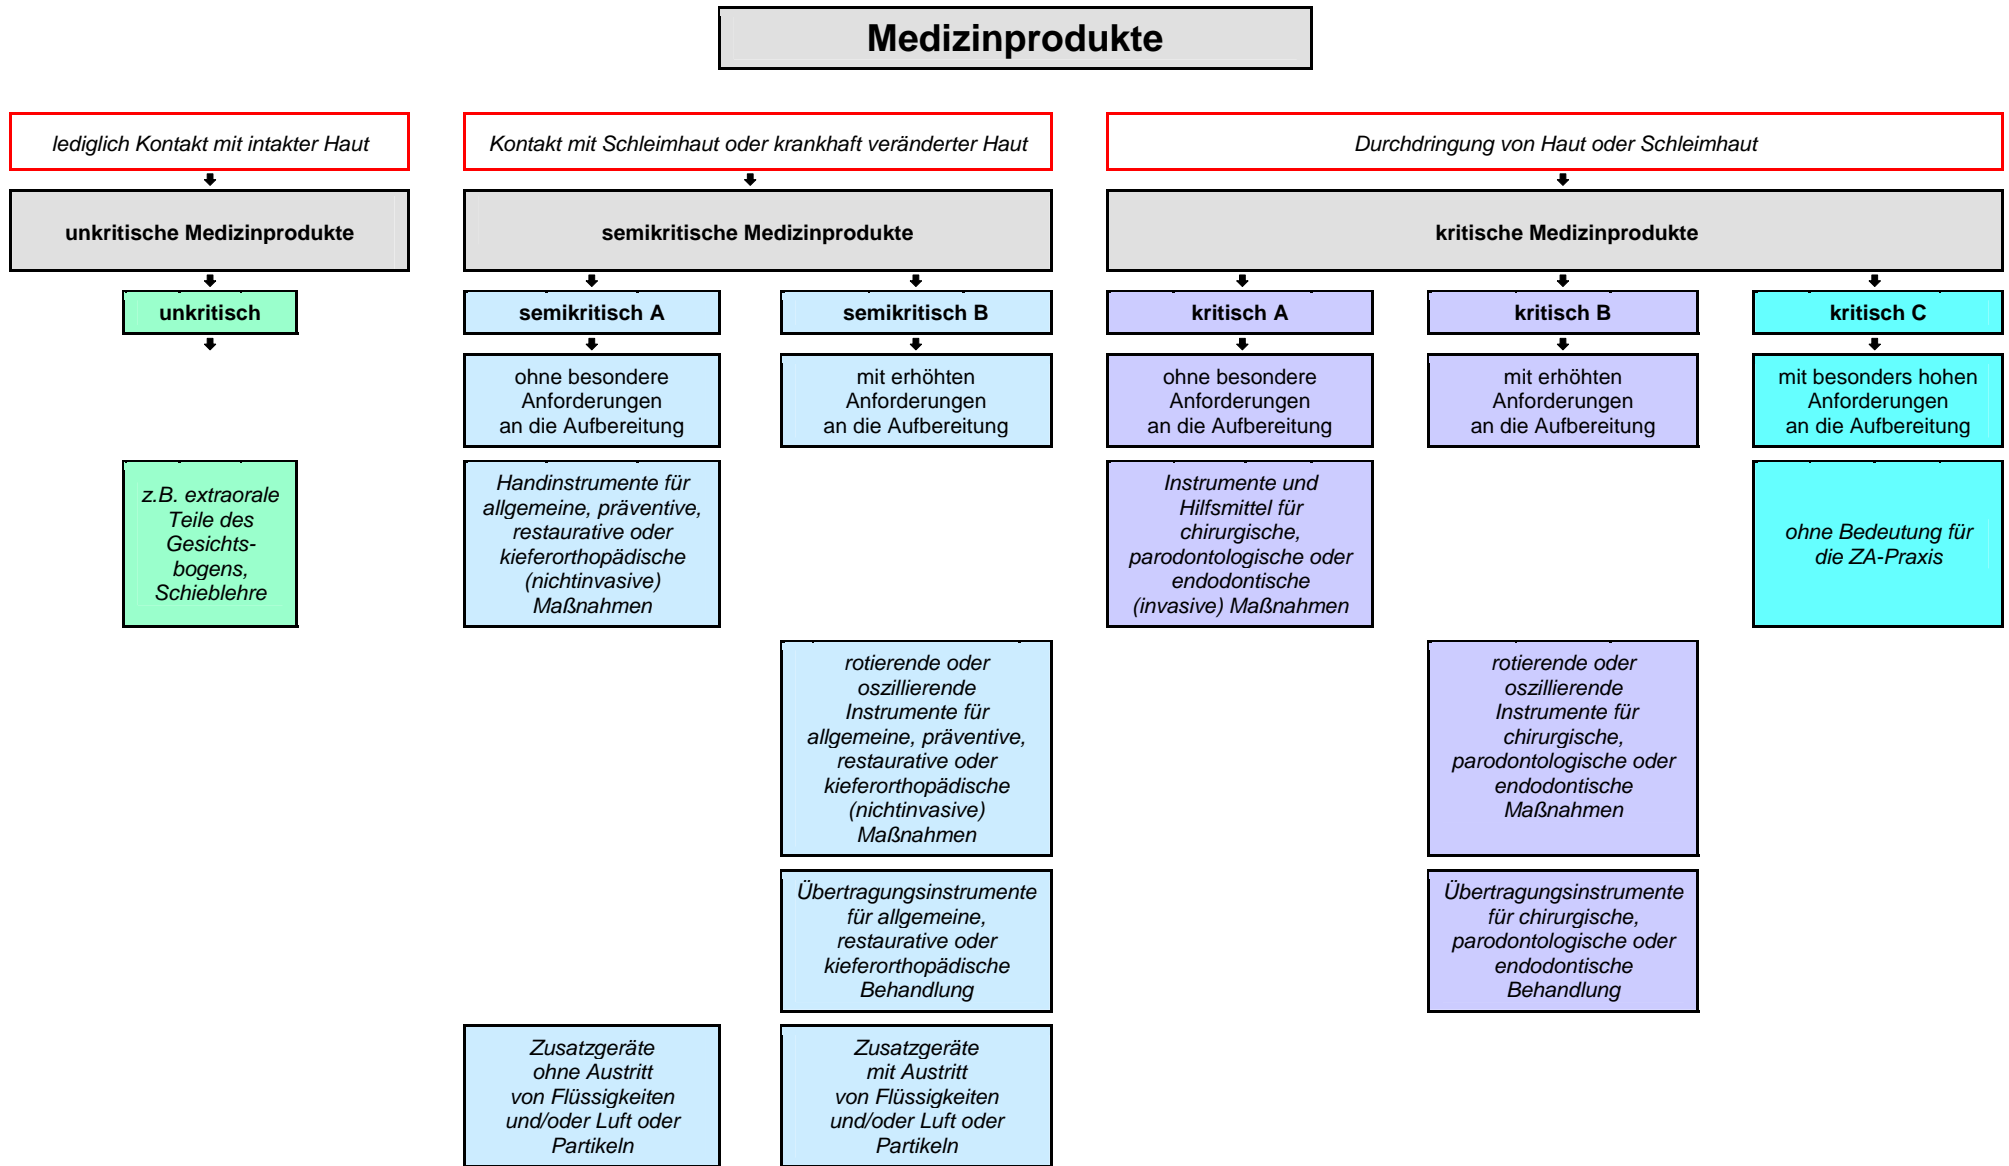 Medizinprodukte
lediglich Kontakt mit intakter Haut
Kontakt mit Schleimhaut oder krankhaft veränderter Haut
Durchdringung von Haut oder Schleimhaut
unkritische Medizinprodukte
semikritische Medizinprodukte
kritische Medizinprodukte
unkritisch
semikritisch A
semikritisch B
kritisch A
kritisch B
kritisch C
ohne besondere
Anforderungen
an die Aufbereitung
mit erhöhten
Anforderungen
an die Aufbereitung
ohne besondere
Anforderungen
an die Aufbereitung
mit erhöhten
Anforderungen
an die Aufbereitung
mit besonders hohen
Anforderungen
an die Aufbereitung
z.B. extraorale
Teile des
Gesichts-
bogens,
Schieblehre
Handinstrumente für
allgemeine, präventive,
restaurative oder
kieferorthopädische
(nichtinvasive)
Maßnahmen
Instrumente und
Hilfsmittel für
chirurgische,
parodontologische oder
endodontische
(invasive) Maßnahmen
ohne Bedeutung für
die ZA-Praxis
rotierende oder
oszillierende
Instrumente für
allgemeine, präventive,
restaurative oder
kieferorthopädische
(nichtinvasive)
Maßnahmen
rotierende oder
oszillierende
Instrumente für
chirurgische,
parodontologische oder
endodontische
Maßnahmen
Übertragungsinstrumente
für allgemeine,
restaurative oder
kieferorthopädische
Behandlung
Übertragungsinstrumente
für chirurgische,
parodontologische oder
endodontische
Behandlung
Zusatzgeräte
ohne Austritt
von Flüssigkeiten
und/oder Luft oder
Partikeln
Zusatzgeräte
mit Austritt
von Flüssigkeiten
und/oder Luft oder
Partikeln